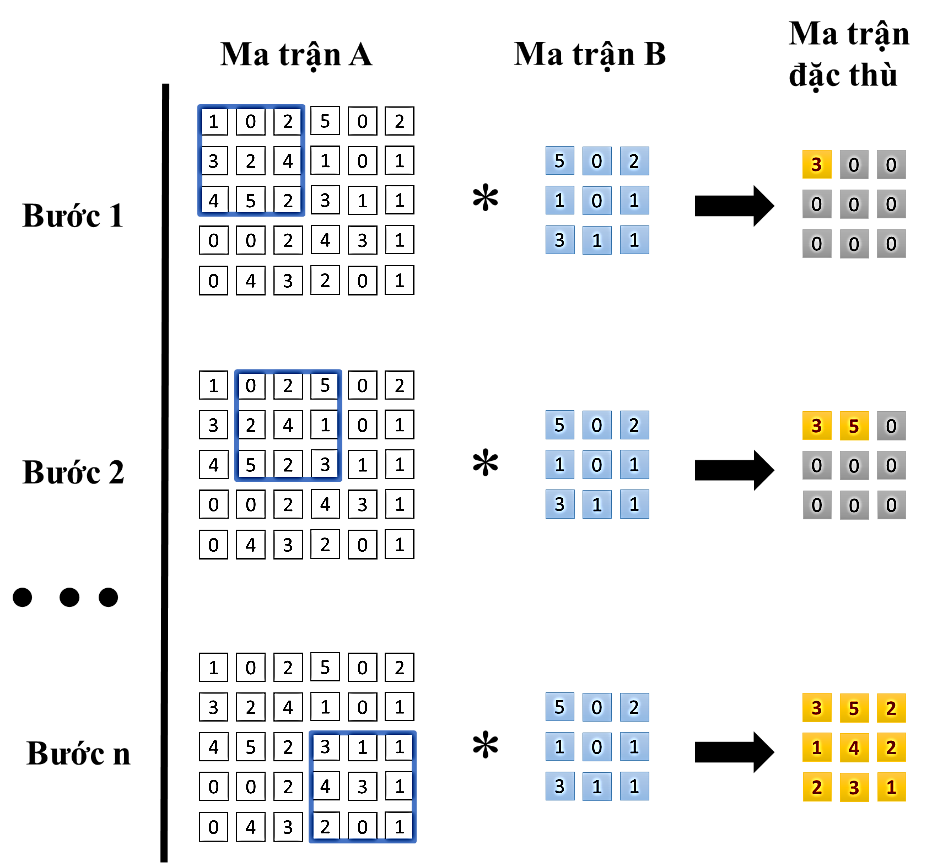 Ma trận A
Ma trận B
Ma trận
đặc thù
Bước 1
1 0 2 5 0 2
3 2 4 1 0 1
4 5 2 3 1 1
0 0 2 4 3 1
0 4 3 2 0 1
*
5 0 2
1 0 1
3 1 1
3 0 0
0 0 0
0 0 0
Bước 2
1 0 2 5 0 2
3 2 4 1 0 1
4 5 2 3 1 1
0 0 2 4 3 1
0 4 3 2 0 1
*
5 0 2
1 0 1
3 1 1
3 5 0
0 0 0
0 0 0
• • •
Bước n
1 0 2 5 0 2
3 2 4 1 0 1
4 5 2 3 1 1
0 0 2 4 3 1
0 4 3 2 0 1
*
5 0 2
1 0 1
3 1 1
3 5 2
1 4 2
2 3 1